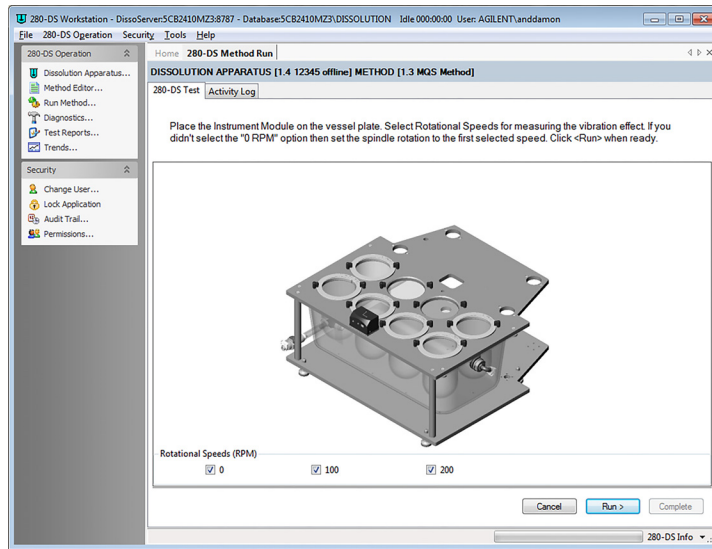 280-DS Workstation - DissoServer:5CB2410MZ3:8787 - Database:5CB2410MZ3\DISSOLUTION Idle 000:00:00 User: AGILENT\anddamon
File 280-DS Operation Security Tools Help
280-DS Operation
Dissolution Apparatus...
Method Editor...
Run Method...
Diagnostics...
Test Reports...
Trends...
Security
Change User...
Lock Application
Audit Trail...
Permissions...
Home 280-DS Method Run
DISSOLUTION APPARATUS [1.4 12345 offline] METHOD [1.3 MQS Method]
280-DS Test Activity Log
Place the Instrument Module on the vessel plate. Select Rotational Speeds for measuring the vibration effect. If you
didn't select the "0 RPM" option then set the spindle rotation to the first selected speed. Click <Run> when ready.
Rotational Speeds (RPM)
0 100 200
Cancel Run > Complete
280-DS Info